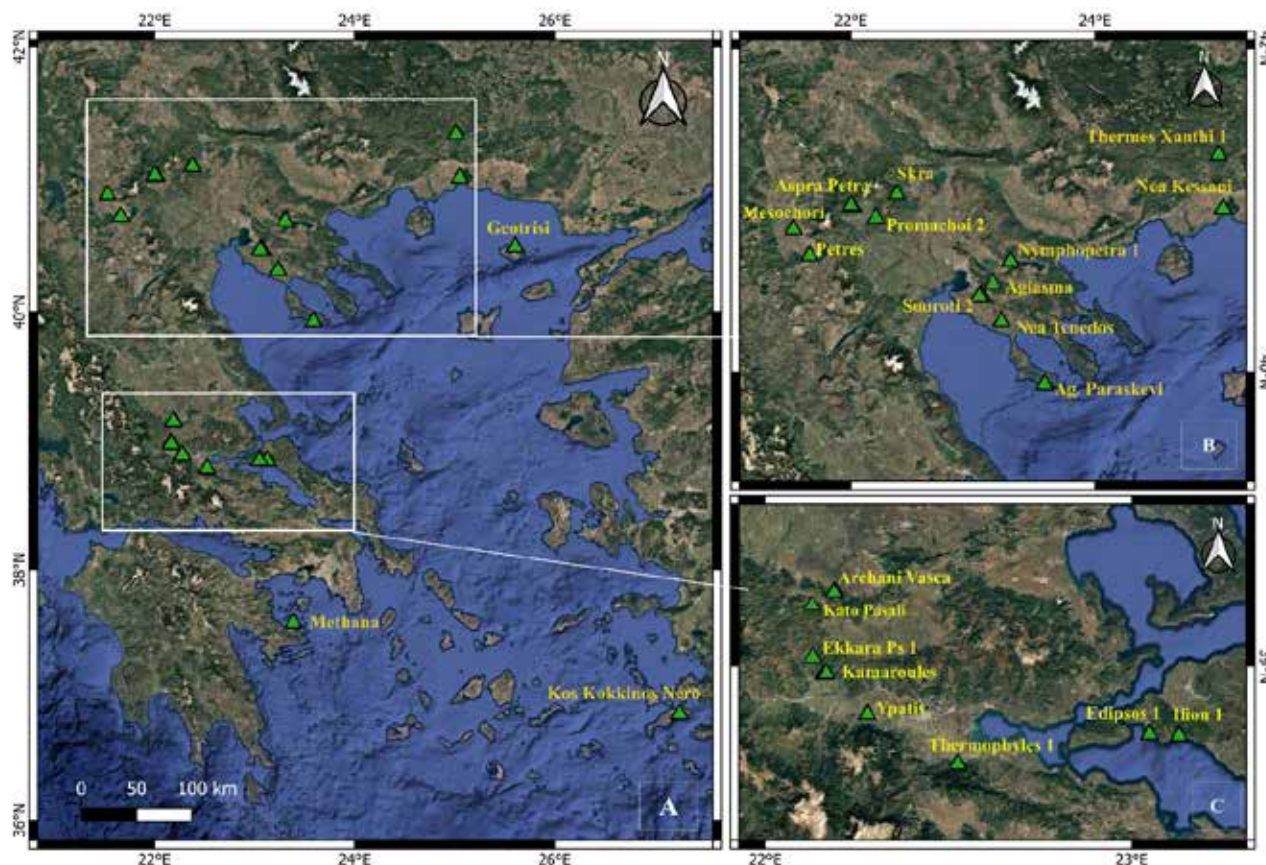 22°E
24°E
26°E
42°N
40°N
38°N
36°N
N
Geotrisi
Methana
Kos Kokkinos Nero
0 50 100 km
A
22°E
24°E
26°E
22°E
24°E
N
Thermes Xanthi 1
Nea Kessani
Skra
Aspra Petra
Mesochori
Promachoi 2
Petres
Nymphopetra 1
Agiasma
Souroti 2
Nea Tenedos
Ag. Paraskevi
B
N
Archani Vasca
Kato Pasali
Ekkara Ps 1
Kamaroules
Ypatis
Edipsos 1
Ilion 1
Thermophyles 1
C
22°E
23°E